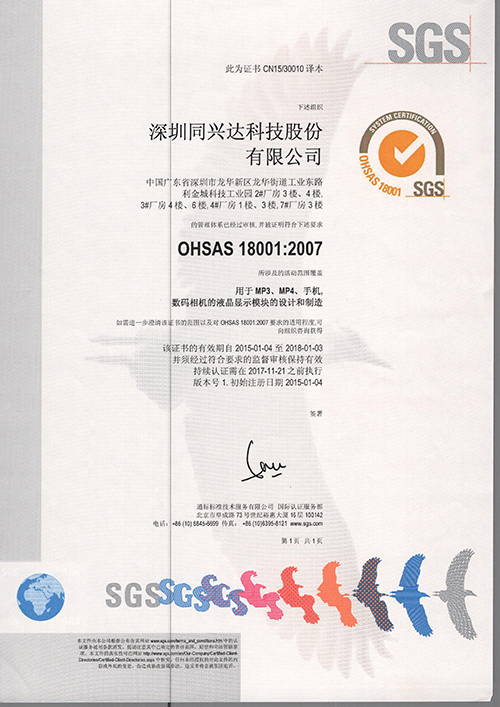 SGS
此为证书 CN15/30010 译本
下述组织
深圳同兴达科技股份
有限公司
SYSTEM CERTIFICATION
OHSAS 18001
SGS
中国广东省深圳市龙华新区龙华街道工业东路
利金城科技工业园 2#厂房 3 楼、4 楼,
3#厂房 4 楼、6 楼, 4#厂房 1 楼、3 楼, 7#厂房 3 楼
的管理体系已经过审核, 并被证明符合下述要求
OHSAS 18001:2007
所涉及的活动范围覆盖
用于 MP3、MP4、手机,
数码相机的液晶显示模块的设计和制造
如需进一步澄清该证书的范围以及对 OHSAS 18001:2007 要求的适用程度,可
向组织咨询获得
该证书的有效期自 2015-01-04 至 2018-01-03
并须经过符合要求的监督审核保持有效
持续认证需在 2017-11-21 之前执行
版本号 1. 初始注册日期 2015-01-04
签署
通标标准技术服务有限公司 国际认证服务部
北京市阜成路 73 号世纪裕惠大厦 16 层 100142
电话: +86 (10) 6845-6699 传真: +86 (0)6395-8121 www.sgs.com
第 1 页 共 1 页
SGS SGS SGS